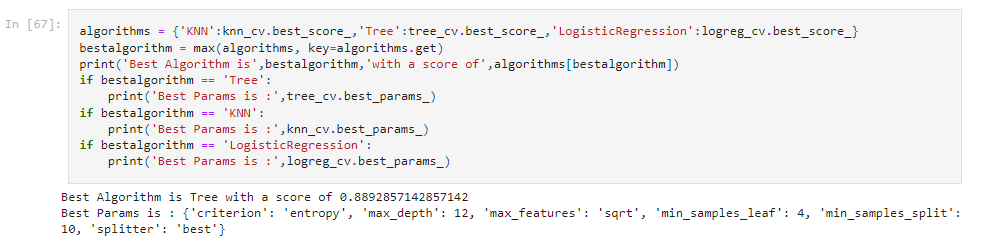 In [67]:
algorithms = {'KNN':knn_cv.best_score_,'Tree':tree_cv.best_score_,'LogisticRegression':logreg_cv.best_score_}
bestalgorithm = max(algorithms, key=algorithms.get)
print('Best Algorithm is',bestalgorithm,'with a score of',algorithms[bestalgorithm])
if bestalgorithm == 'Tree':
    print('Best Params is :',tree_cv.best_params_)
if bestalgorithm == 'KNN':
    print('Best Params is :',knn_cv.best_params_)
if bestalgorithm == 'LogisticRegression':
    print('Best Params is :',logreg_cv.best_params_)
Best Algorithm is Tree with a score of 0.8892857142857142
Best Params is : {'criterion': 'entropy', 'max_depth': 12, 'max_features': 'sqrt', 'min_samples_leaf': 4, 'min_samples_split':
10, 'splitter': 'best'}